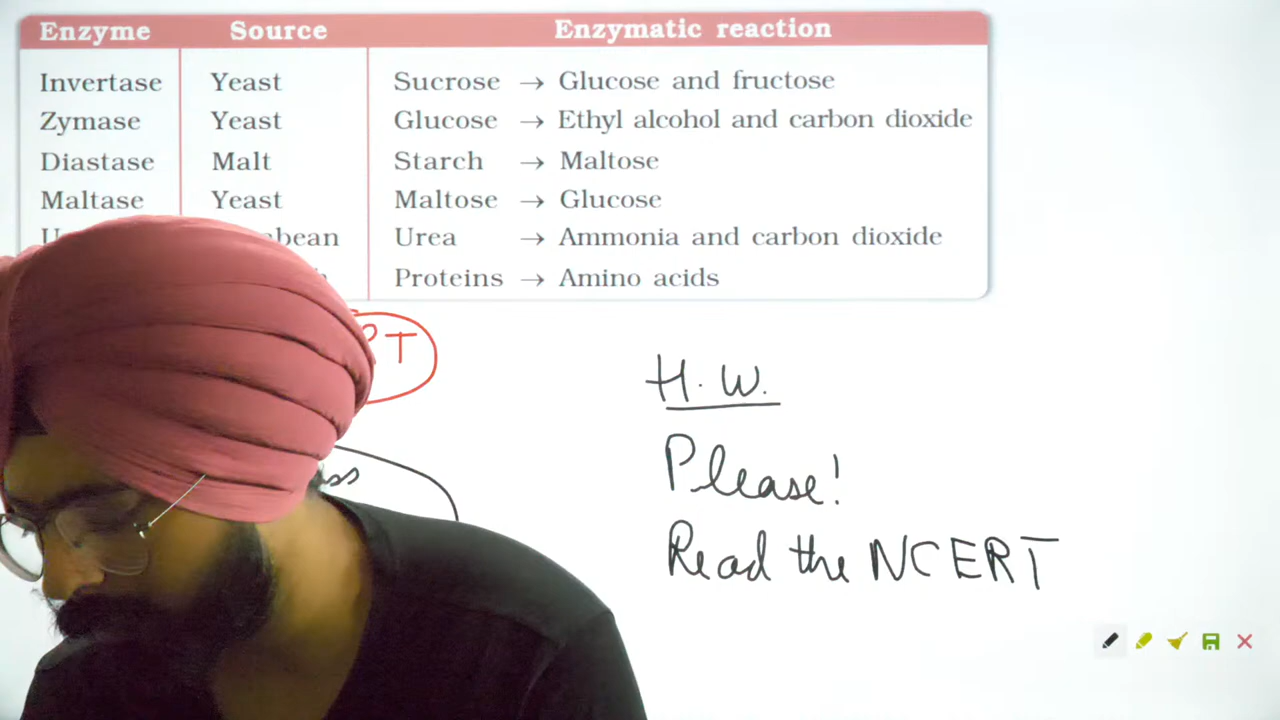 Enzyme Source Enzymatic reaction
Invertase Yeast Sucrose → Glucose and fructose
Zymase Yeast Glucose → Ethyl alcohol and carbon dioxide
Diastase Malt Starch → Maltose
Maltase Yeast Maltose → Glucose
Urea → Ammonia and carbon dioxide
Proteins → Amino acids
H.W.
Please!
Read the NCERT